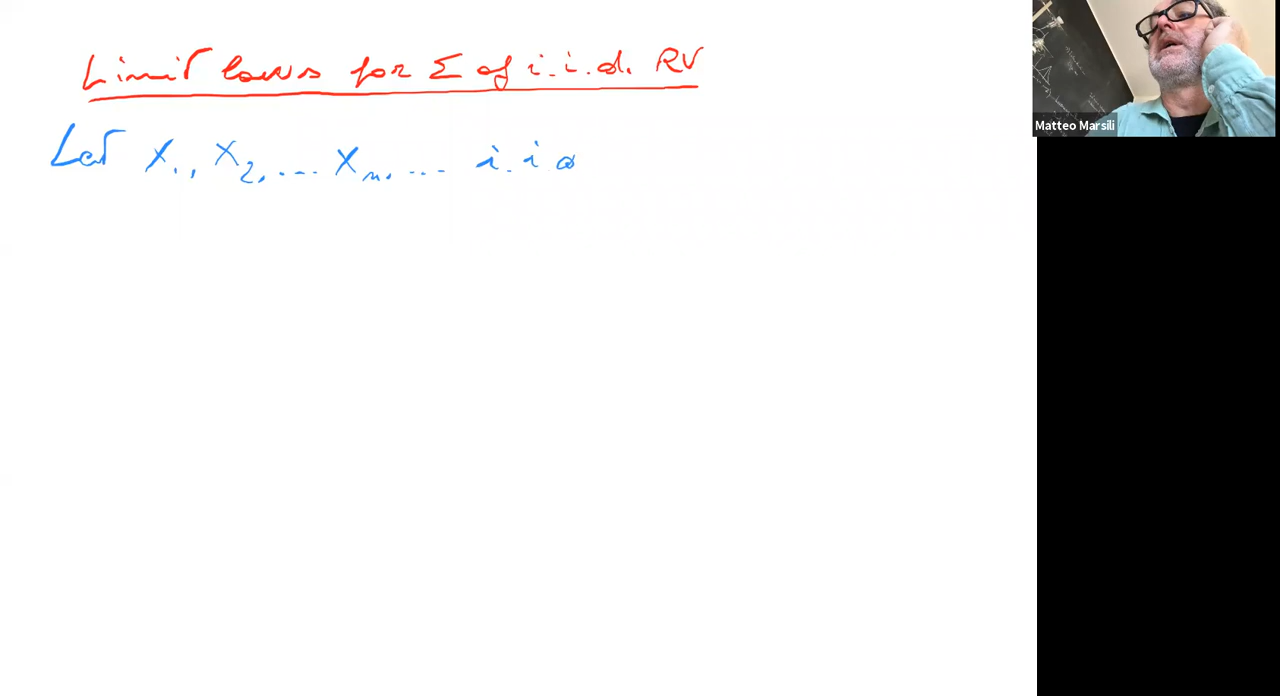 Limit laws for Σ of i.i.d. RV
Let X₁, X₂, ... Xₙ, ... i.i.d
Matteo Marsili